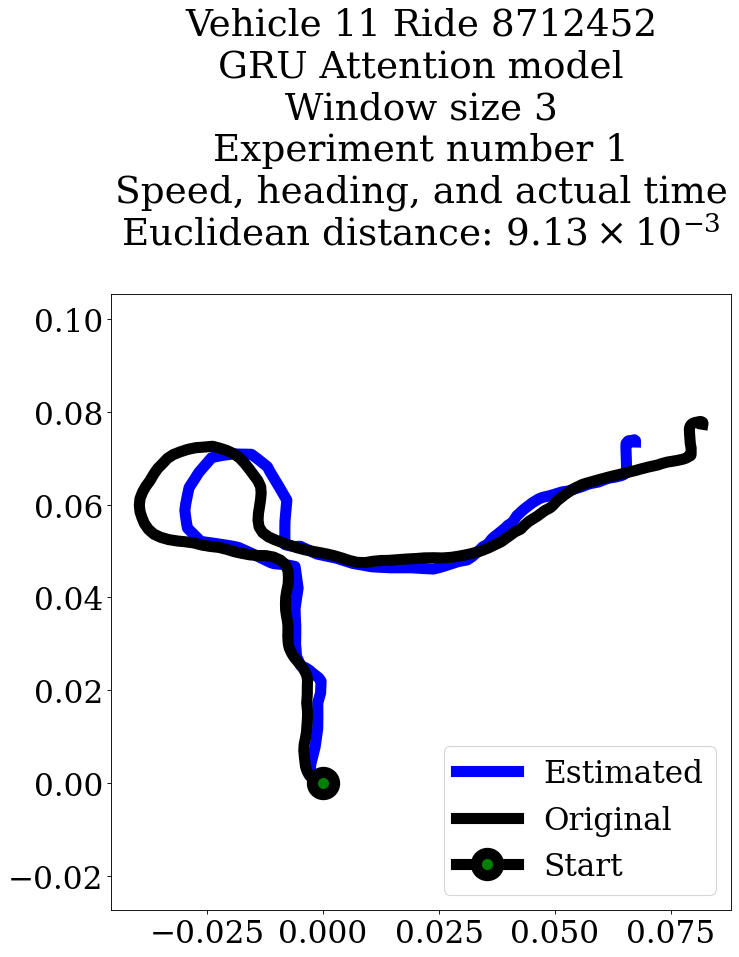 Vehicle 11 Ride 8712452
GRU Attention model
Window size 3
Experiment number 1
Speed, heading, and actual time
Euclidean distance: 9.13 × 10⁻³
0.10
0.08
0.06
0.04
0.02
0.00
−0.02
−0.025 0.000 0.025 0.050 0.075
Estimated
Original
Start